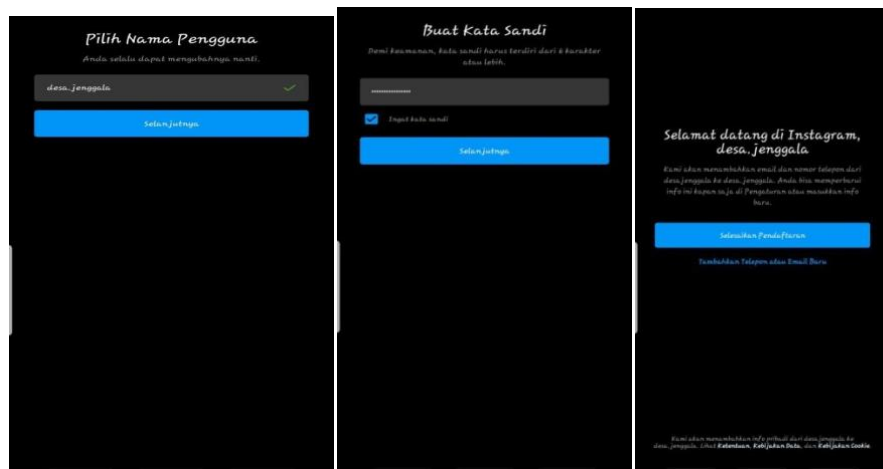 Pilih Nama Pengguna
Anda selalu dapat mengubahnya nanti.
desa.jenggala
Selanjutnya
Buat Kata Sandi
Demi keamanan, kata sandi harus terdiri dari 6 karakter
atau lebih.
Ingat kata sandi
Selanjutnya
Selamat datang di Instagram,
desa.jenggala
Kami akan menambahkan email dan nomor telepon dari
desa.jenggala ke desa.jenggala. Anda bisa memperbarui
info ini kapan saja di Pengaturan atau masukkan info
baru.
Selesaikan Pendaftaran
Tambahkan Telepon atau Email Baru
Kami akan menambahkan info pribadi dari desa.jenggala ke
desa.jenggala. Lihat Ketentuan, Kebijakan Data, dan Kebijakan Cookie